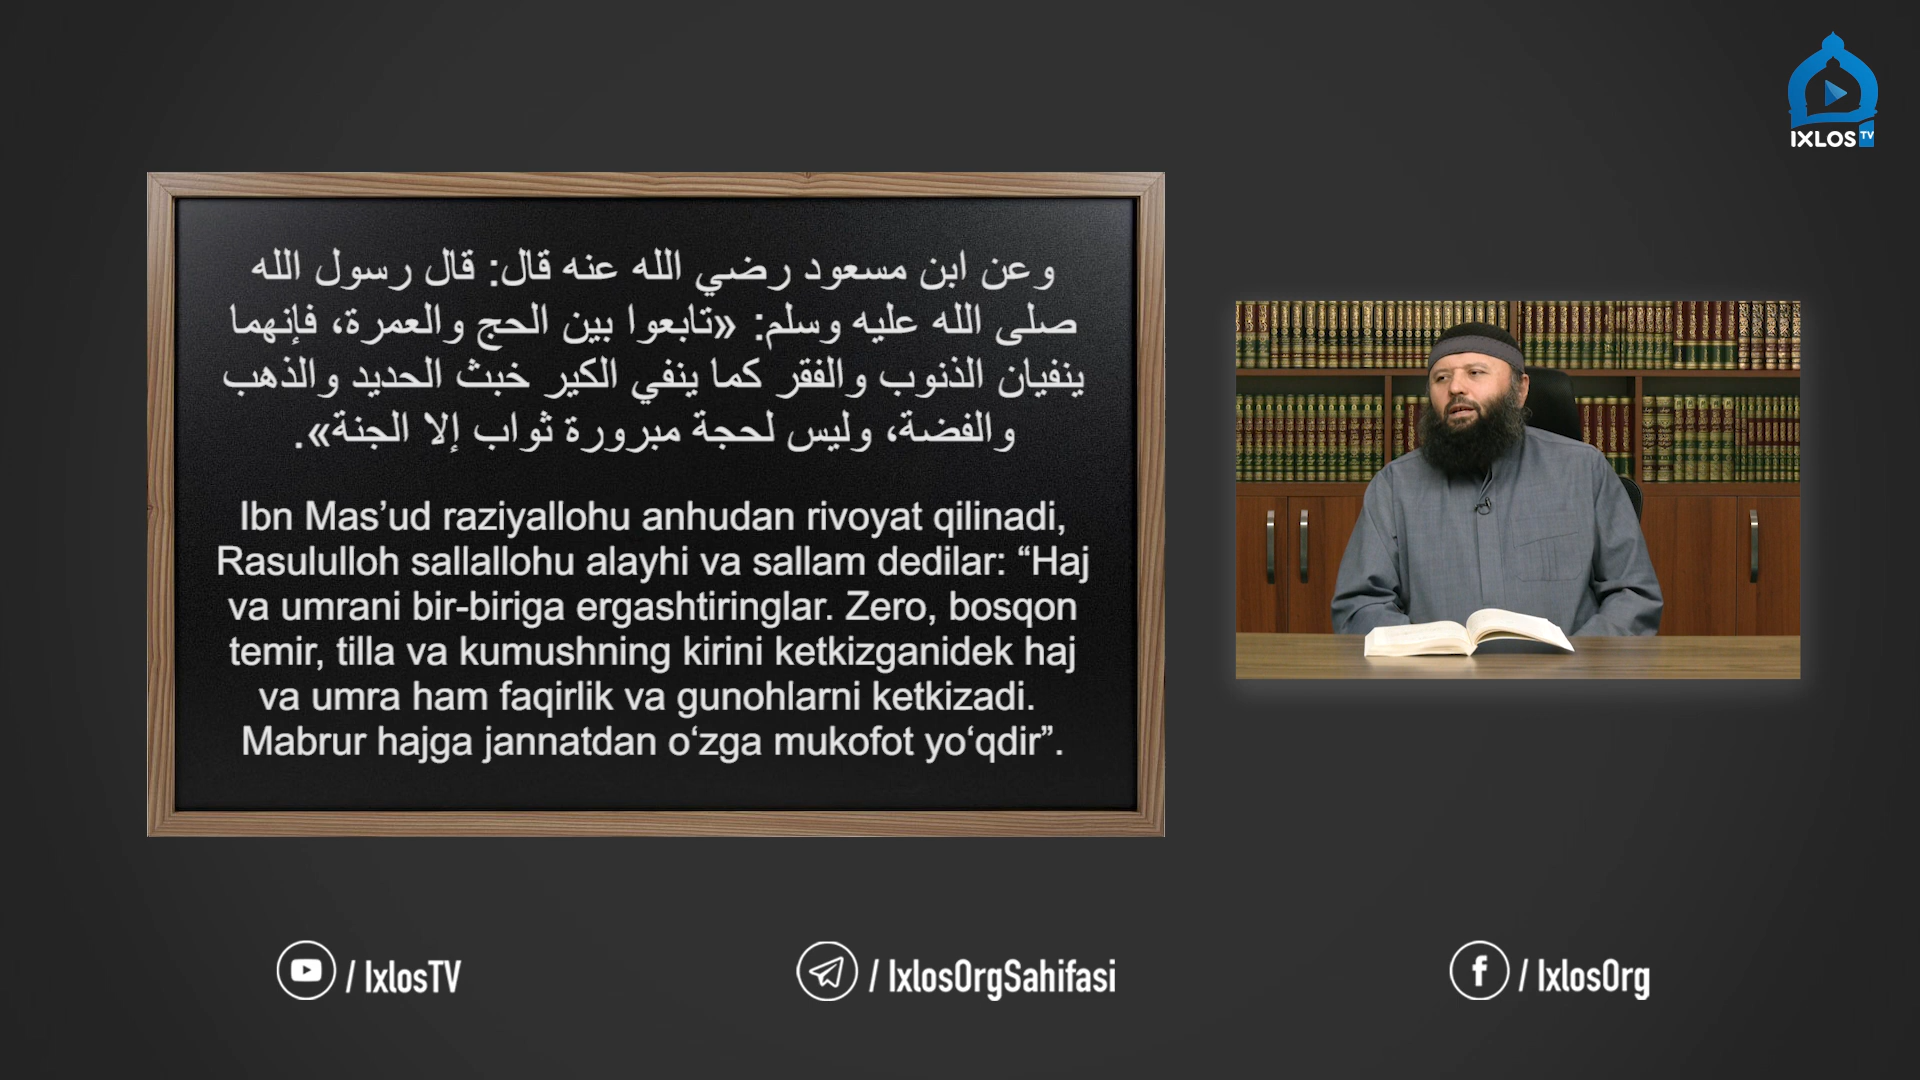 IXLOS TV
وعن ابن مسعود رضي الله عنه قال: قال رسول الله
صلى الله عليه وسلم: «تابعوا بين الحج والعمرة، فإنهما
ينفيان الذنوب والفقر كما ينفي الكير خبث الحديد والذهب
والفضة، وليس لحجة مبرورة ثواب إلا الجنة».
Ibn Mas’ud raziyallohu anhudan rivoyat qilinadi,
Rasululloh sallallohu alayhi va sallam dedilar: “Haj
va umrani bir-biriga ergashtiringlar. Zero, bosqon
temir, tilla va kumushning kirini ketkizganidek haj
va umra ham faqirlik va gunohlarni ketkizadi.
Mabrur hajga jannatdan o‘zga mukofot yo‘qdir”.
/ IxlosTV
/ IxlosOrgSahifasi
/ IxlosOrg